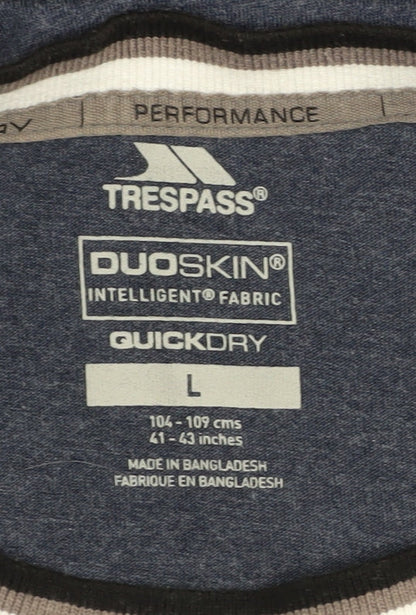 PERFORMANCE
TRESPASS®
DUOSKIN®
INTELLIGENT® FABRIC
QUICKDRY
L
104 - 109 cms
41 - 43 inches
MADE IN BANGLADESH
FABRIQUE EN BANGLADESH